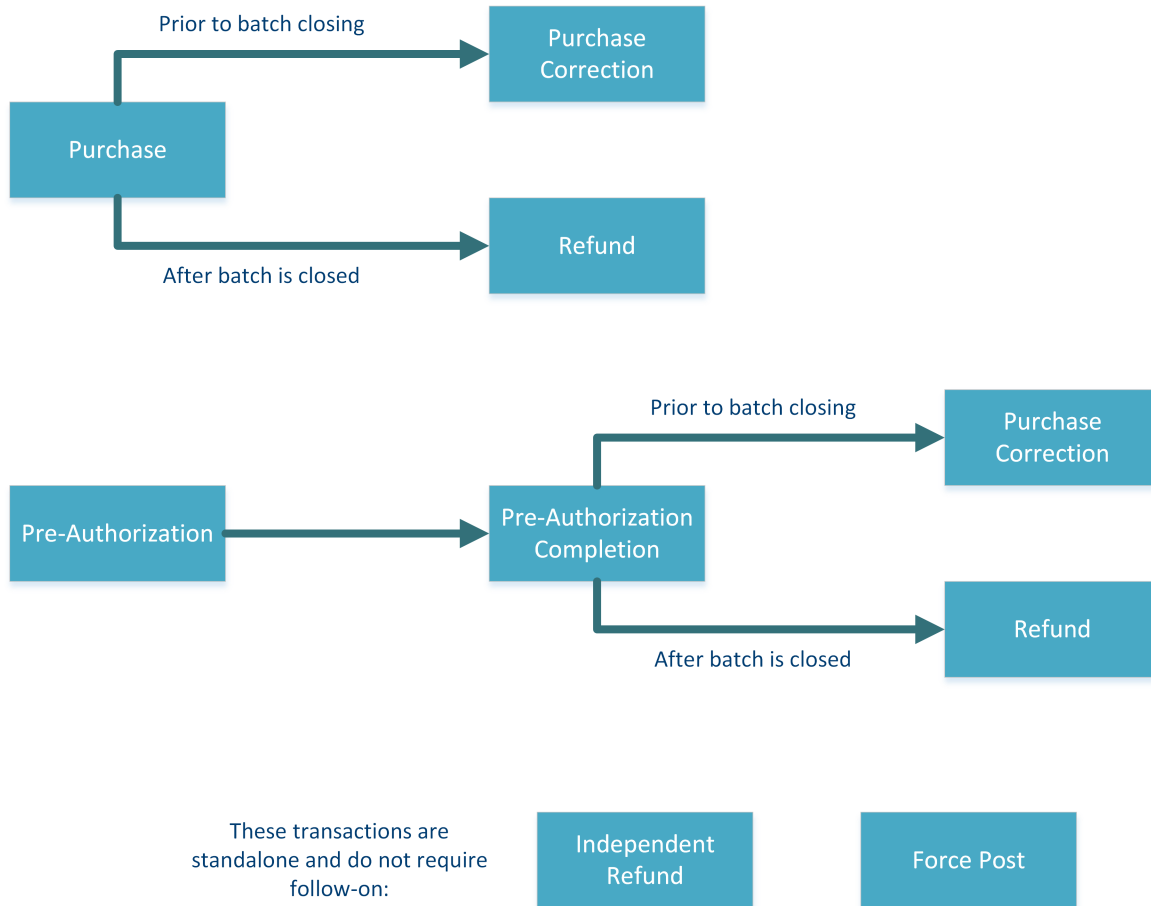 Prior to batch closing
Purchase
Correction
Purchase
Refund
After batch is closed
Prior to batch closing
Purchase
Correction
Pre-Authorization
Pre-Authorization
Completion
Refund
After batch is closed
These transactions are
standalone and do not require
follow-on:
Independent
Refund
Force Post